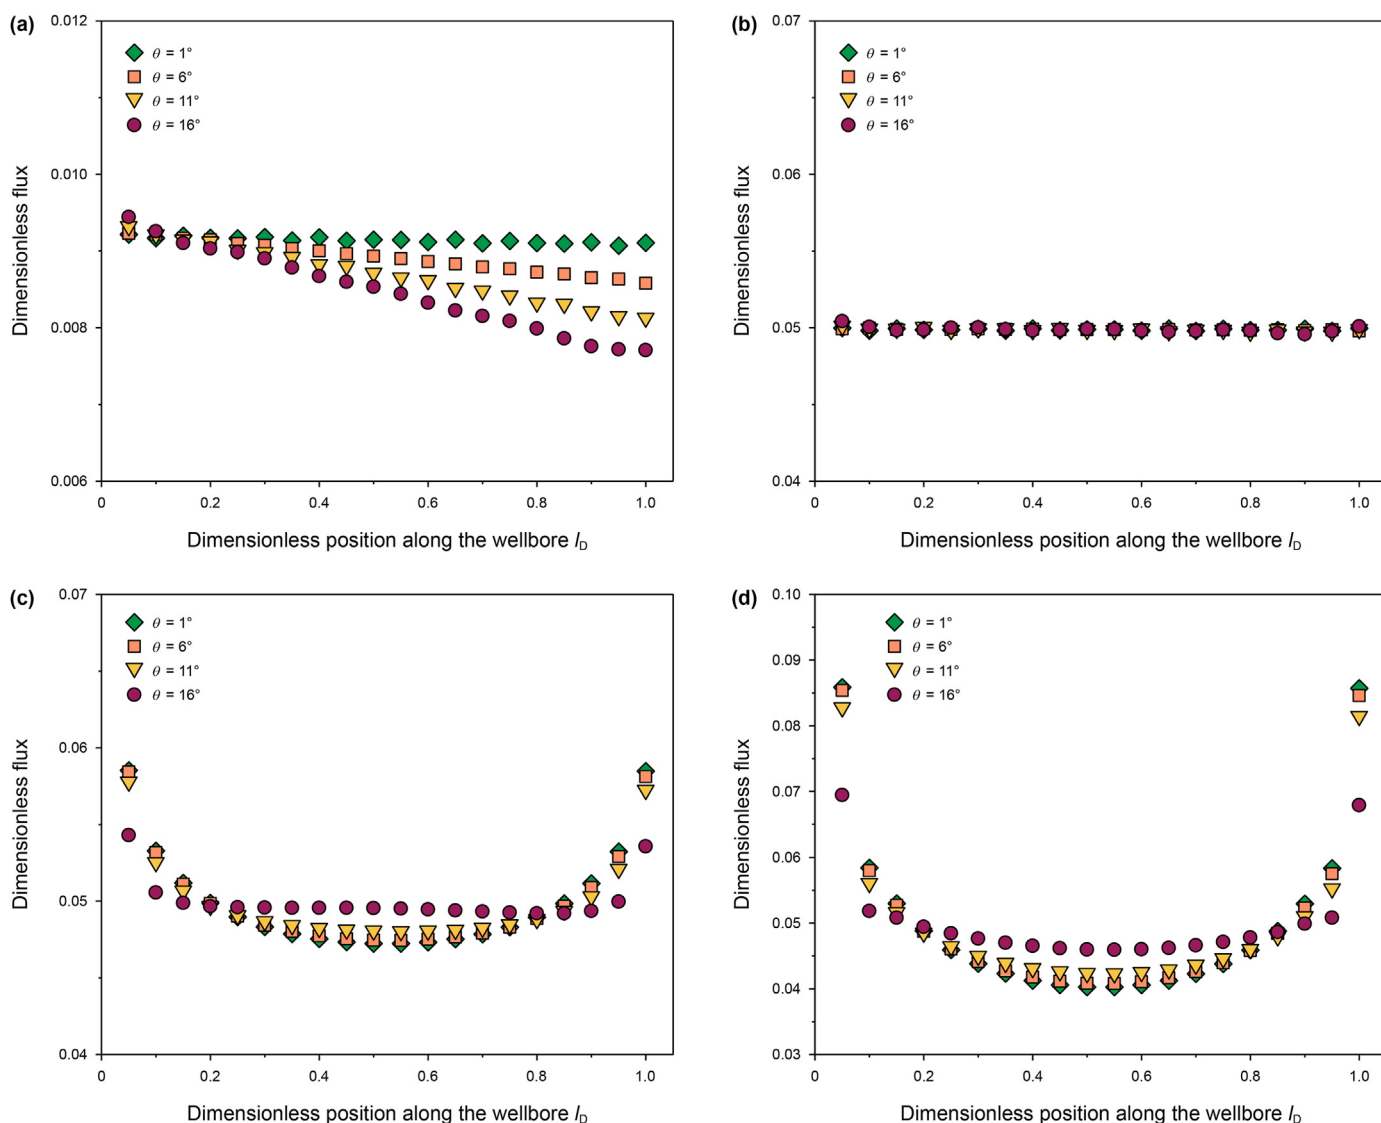 (a)
0.012
0.010
0.008
0.006
Dimensionless flux
θ = 1°
θ = 6°
θ = 11°
θ = 16°
0 0.2 0.4 0.6 0.8 1.0
Dimensionless position along the wellbore lD
(b)
0.07
0.06
0.05
0.04
Dimensionless flux
θ = 1°
θ = 6°
θ = 11°
θ = 16°
0 0.2 0.4 0.6 0.8 1.0
Dimensionless position along the wellbore lD
(c)
0.07
0.06
0.05
0.04
Dimensionless flux
θ = 1°
θ = 6°
θ = 11°
θ = 16°
0 0.2 0.4 0.6 0.8 1.0
Dimensionless position along the wellbore lD
(d)
0.10
0.09
0.08
0.07
0.06
0.05
0.04
0.03
Dimensionless flux
θ = 1°
θ = 6°
θ = 11°
θ = 16°
0 0.2 0.4 0.6 0.8 1.0
Dimensionless position along the wellbore lD